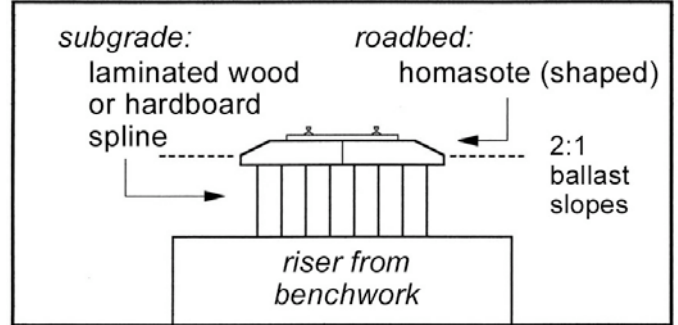 subgrade:
laminated wood
or hardboard
spline
roadbed:
homasote (shaped)
2:1
ballast
slopes
riser from
benchwork